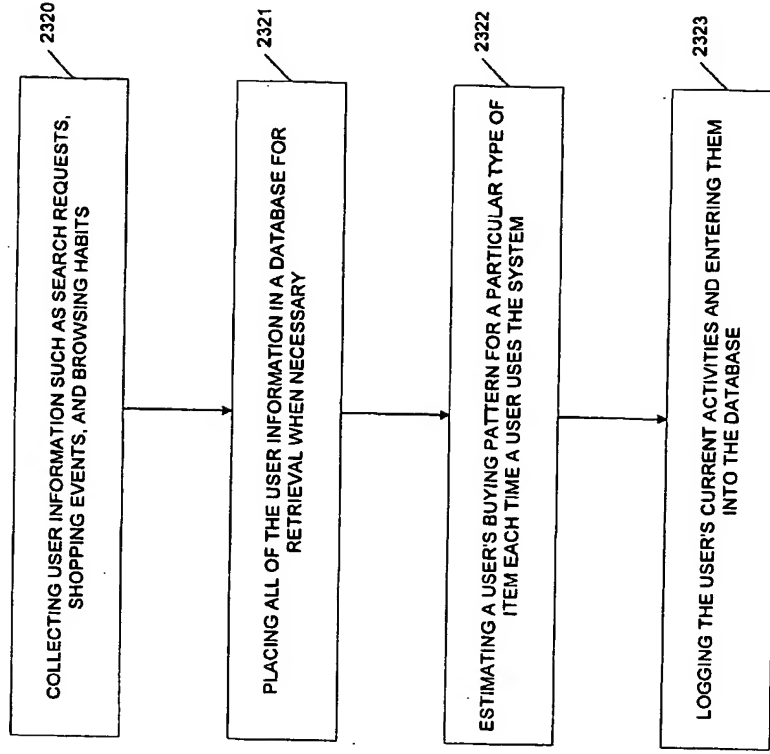 2320
COLLECTING USER INFORMATION SUCH AS SEARCH REQUESTS,
SHOPPING EVENTS, AND BROWSING HABITS
2321
PLACING ALL OF THE USER INFORMATION IN A DATABASE FOR
RETRIEVAL WHEN NECESSARY
2322
ESTIMATING A USER'S BUYING PATTERN FOR A PARTICULAR TYPE OF
ITEM EACH TIME A USER USES THE SYSTEM
2323
LOGGING THE USER'S CURRENT ACTIVITIES AND ENTERING THEM
INTO THE DATABASE